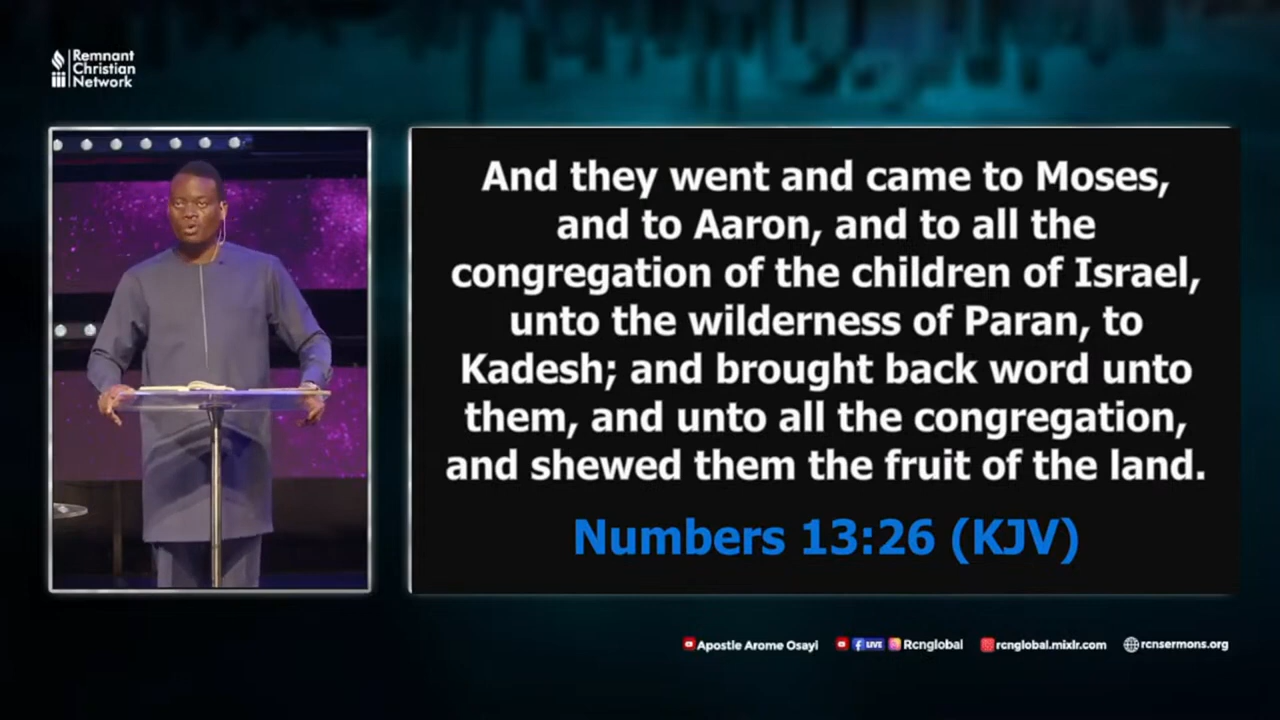 Remnant
Christian
Network
And they went and came to Moses,
and to Aaron, and to all the
congregation of the children of Israel,
unto the wilderness of Paran, to
Kadesh; and brought back word unto
them, and unto all the congregation,
and shewed them the fruit of the land.
Numbers 13:26 (KJV)
Apostle Arome Osayi LIVE Rcnglobal rcnglobal.mixlr.com rcnsermons.org